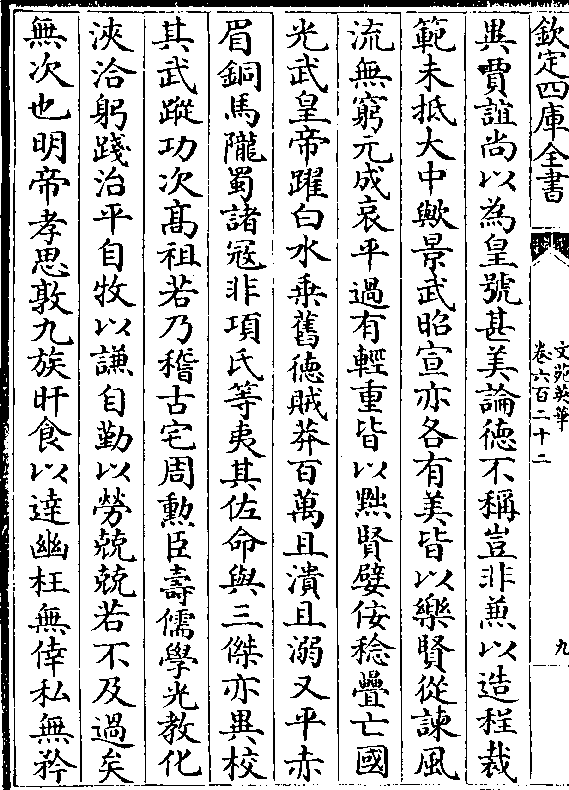 欽定四庫全書
文苑英華
卷六百二十二
九
異賈誼尚以為皇號甚美論徳不稱豈非兼以造程裁
範未抵大中歟景武昭宣亦各有美皆以樂賢從諫風
流無窮元成哀平過有輕重皆以黜賢嬖佞稔疊亡國
光武皇帝躍白水乗舊徳賊莽百萬且潰且溺又平赤
眉銅馬隴蜀諸冦非項氏等夷其佐命與三傑亦異校
其武蹤功次髙祖若乃稽古宅周勲臣壽儒學光教化
浹洽躬踐治平自牧以謙自勤以勞兢兢若不及過矣
無次也明帝孝思敦九族旰食以達幽枉無倖私無矜